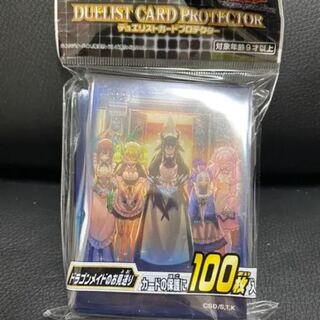 DUELIST CARD PROTECTOR
デュエリストカードプロテクター
対象年齢9才以上
ドラゴンメイドのお見送り
カードの保護に
100枚入
©SD/S,T,K